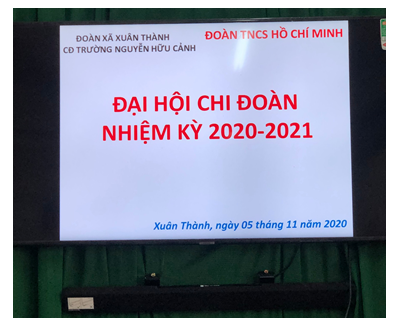 ĐOÀN XÃ XUÂN THÀNH
ĐOÀN TNCS HỒ CHÍ MINH
CĐ TRƯỜNG NGUYỄN HỮU CẢNH
ĐẠI HỘI CHI ĐOÀN
NHIỆM KỲ 2020-2021
Xuân Thành, ngày 05 tháng 11 năm 2020